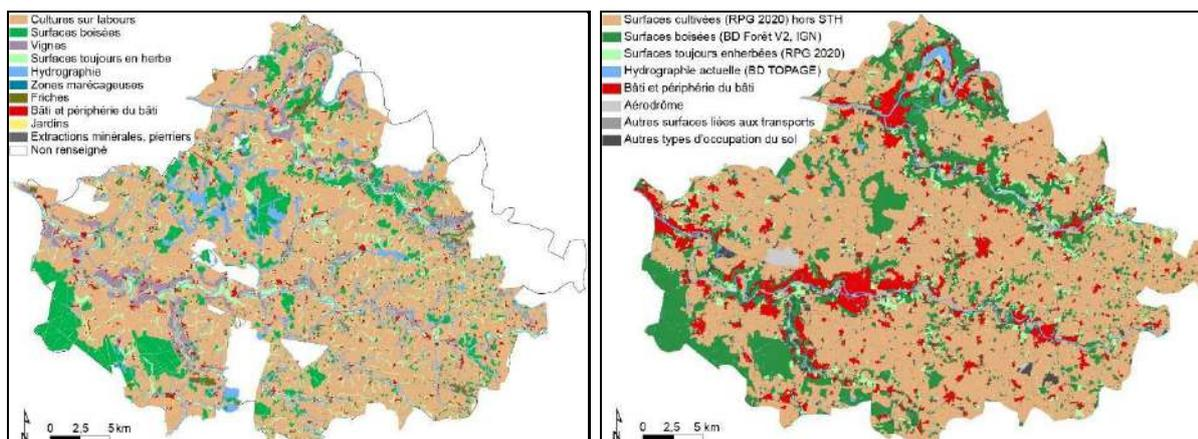 Cultures sur labours
Surfaces boisées
Vignes
Surfaces toujours en herbe
Hydrographie
Zones marécageuses
Friches
Bâti et périphérie du bâti
Jardins
Extractions minérales, pierriers
Non renseigné
N
0 2,5 5 km
Surfaces cultivées (RPG 2020) hors STH
Surfaces boisées (BD Forêt V2, IGN)
Surfaces toujours enherbées (RPG 2020)
Hydrographie actuelle (BD TOPAGE)
Bâti et périphérie du bâti
Aérodrome
Autres surfaces liées aux transports
Autres types d'occupation du sol
N
0 2,5 5 km